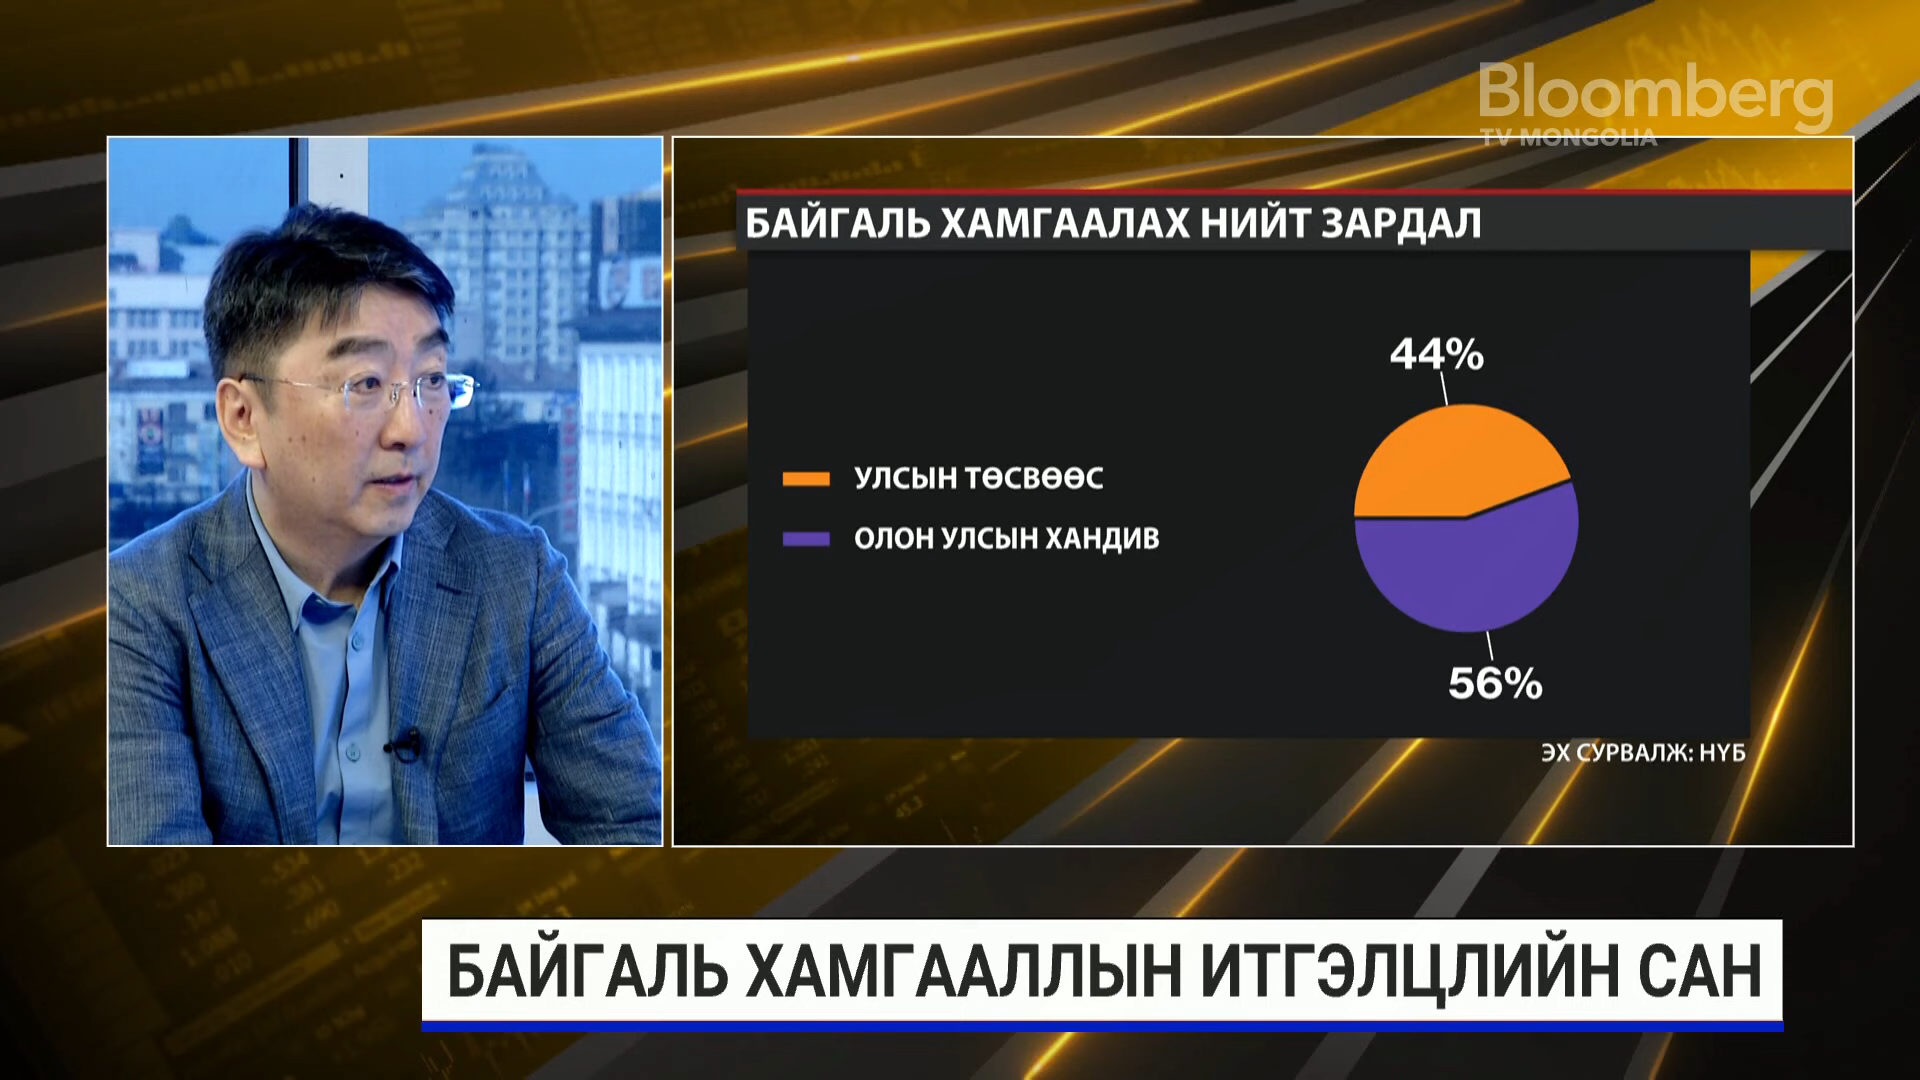 Bloomberg
TV MONGOLIA
БАЙГАЛЬ ХАМГААЛАХ НИЙТ ЗАРДАЛ
44%
УЛСЫН ТӨСВӨӨС
ОЛОН УЛСЫН ХАНДИВ
56%
ЭХ СУРВАЛЖ: НҮБ
БАЙГАЛЬ ХАМГААЛЛЫН ИТГЭЛЦЛИЙН САН